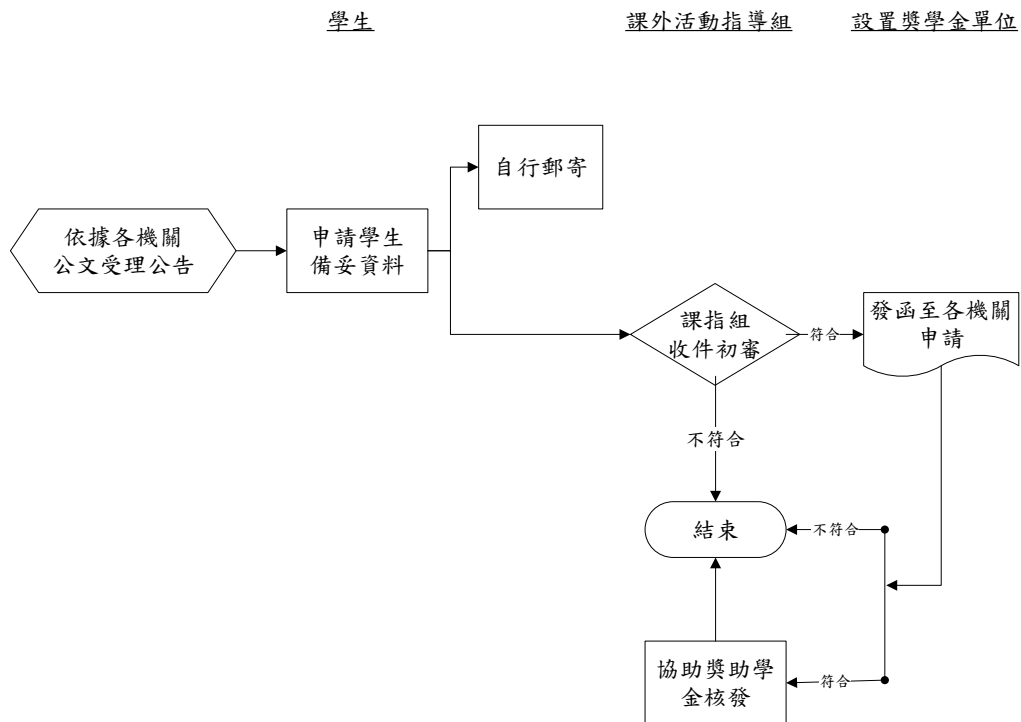 學生
課外活動指導組
設置獎學金單位
自行郵寄
依據各機關
公文受理公告
申請學生
備妥資料
課指組
收件初審
符合
發函至各機關
申請
不符合
結束
不符合
協助獎助學
金核發
符合